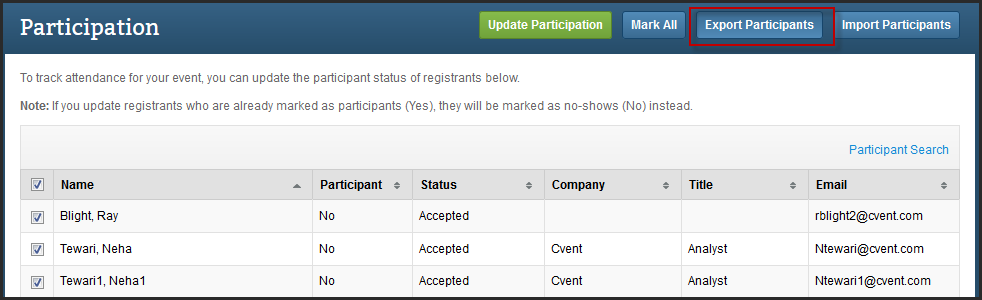 Participation
Update Participation Mark All Export Participants Import Participants
To track attendance for your event, you can update the participant status of registrants below.
Note: If you update registrants who are already marked as participants (Yes), they will be marked as no-shows (No) instead.
Participant Search
Name Participant Status Company Title Email
Blight, Ray No Accepted rblight2@cvent.com
Tewari, Neha No Accepted Cvent Analyst Ntewari@cvent.com
Tewari1, Neha1 No Accepted Cvent Analyst Ntewari1@cvent.com